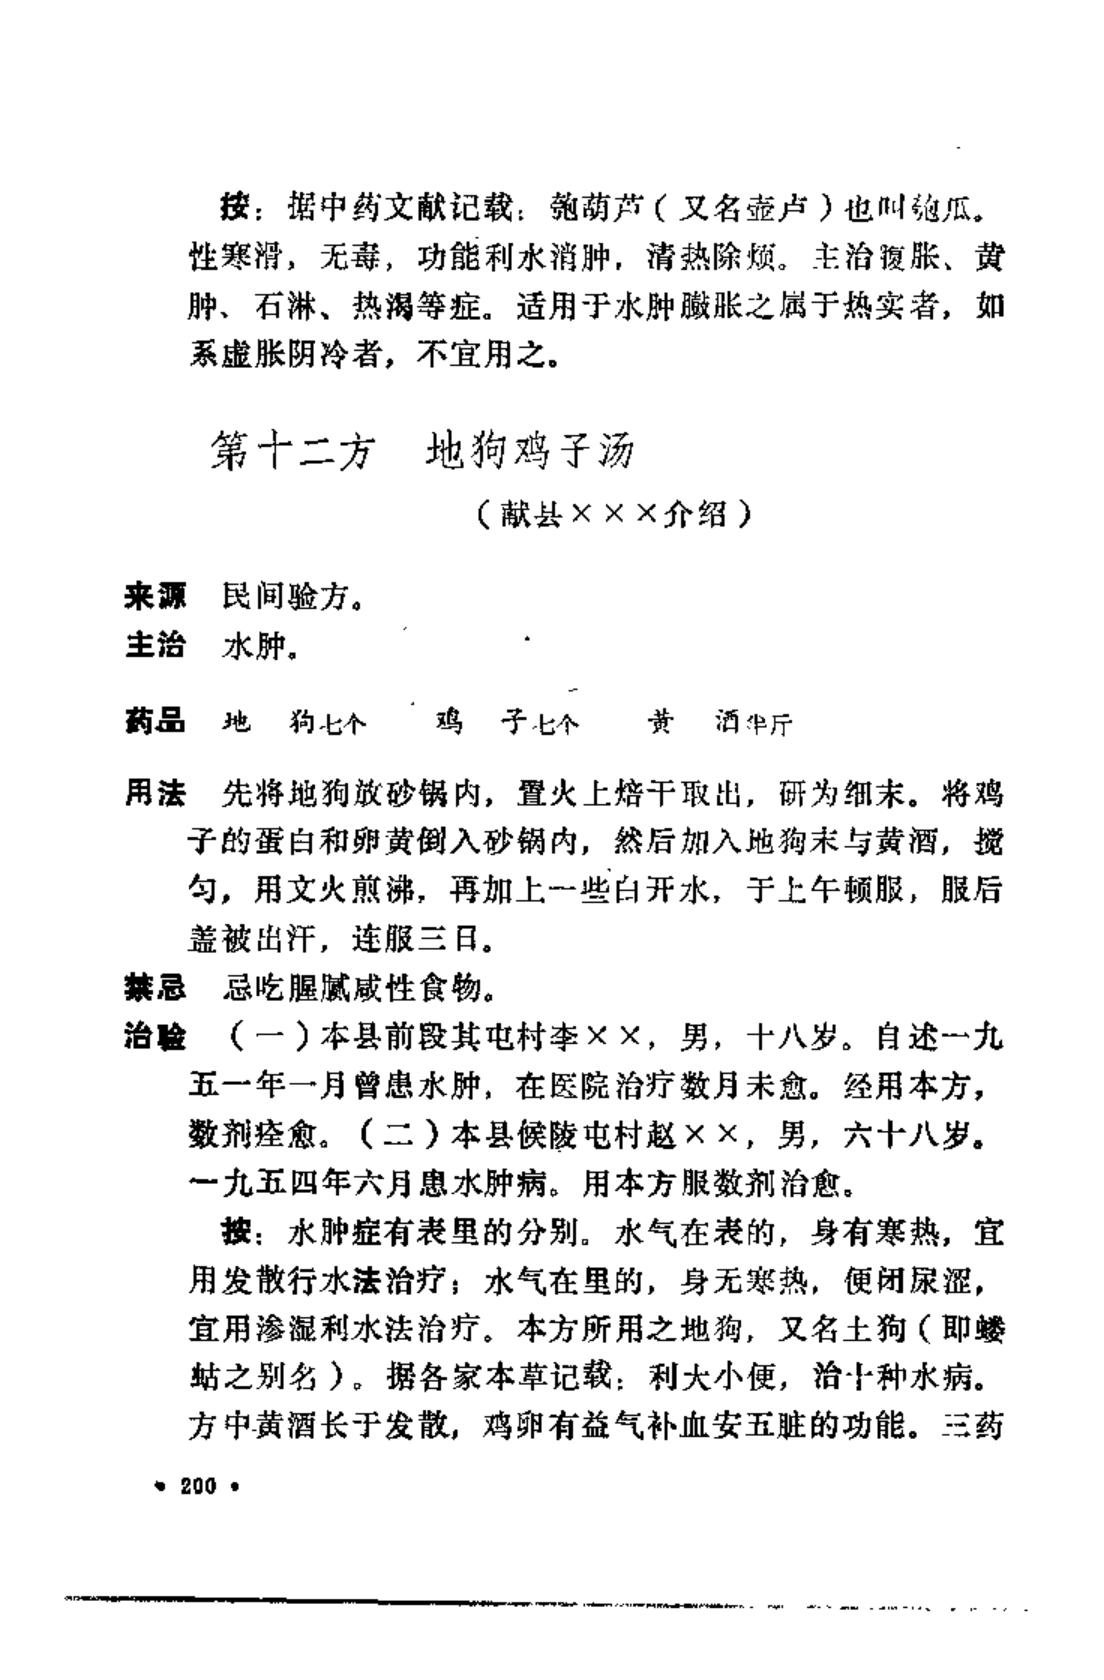 按：据中药文献记载：匏葫芦（又名壶卢）也叫匏瓜。
性寒滑，无毒，功能利水消肿，清热除烦。主治复胀、黄
肿、石淋、热渴等症。适用于水肿臌胀之属于热实者，如
系虚胀阴冷者，不宜用之。
第十二方 地狗鸡子汤
（献县×××介绍）
来源 民间验方。
主治 水肿。
药品 地狗七个 鸡子七个 黄酒半斤
用法 先将地狗放砂锅内，置火上焙干取出，研为细末。将鸡
子的蛋白和卵黄倒入砂锅内，然后加入地狗末与黄酒，搅
匀，用文火煎沸，再加上一些白开水，于上午顿服，服后
盖被出汗，连服三日。
禁忌 忌吃腥腻咸性食物。
治验 （一）本县前段其屯村李××，男，十八岁。自述一九
五一年一月曾患水肿，在医院治疗数月未愈。经用本方，
数剂痊愈。（二）本县候陵屯村赵××，男，六十八岁。
一九五四年六月患水肿病。用本方服数剂治愈。
按：水肿症有表里的分别。水气在表的，身有寒热，宜
用发散行水法治疗；水气在里的，身无寒热，便闭尿涩，
宜用渗湿利水法治疗。本方所用之地狗，又名土狗（即蝼
蛄之别名）。据各家本草记载：利大小便，治十种水病。
方中黄酒长于发散，鸡卵有益气补血安五脏的功能。三药
• 200 •